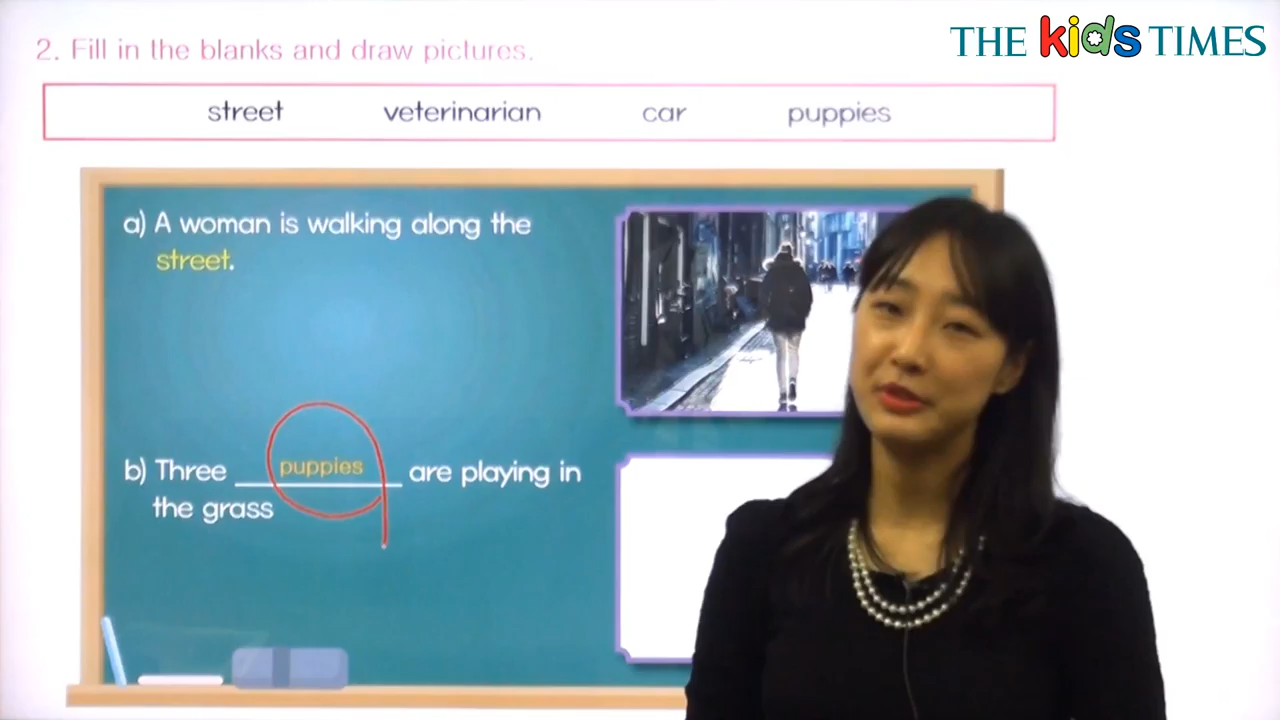 2. Fill in the blanks and draw pictures.
THE kids TIMES
street veterinarian car puppies
a) A woman is walking along the
street.
b) Three puppies are playing in
the grass